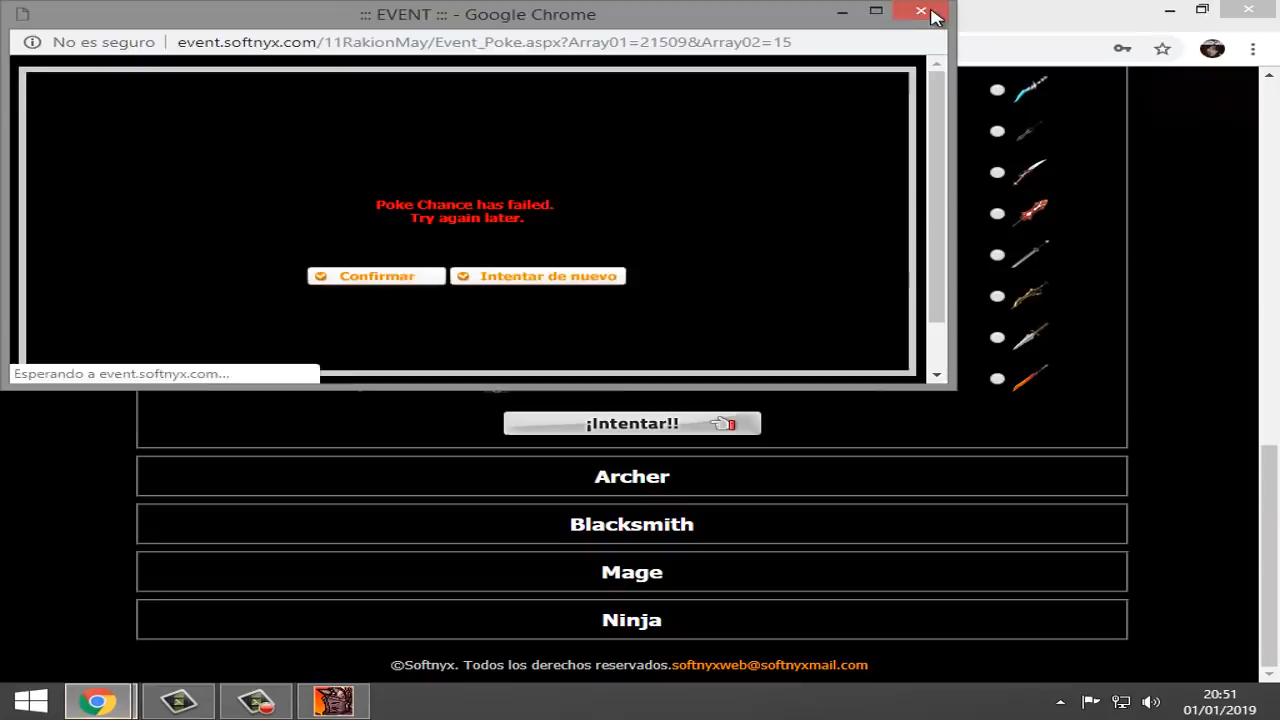 ::: EVENT ::: - Google Chrome
No es seguro | event.softnyx.com/11RakionMay/Event_Poke.aspx?Array01=21509&Array02=15
Poke Chance has failed.
Try again later.
Confirmar
Intentar de nuevo
Esperando a event.softnyx.com...
¡Intentar!!
Archer
Blacksmith
Mage
Ninja
©Softnyx. Todos los derechos reservados.softnyxweb@softnyxmail.com
20:51
01/01/2019